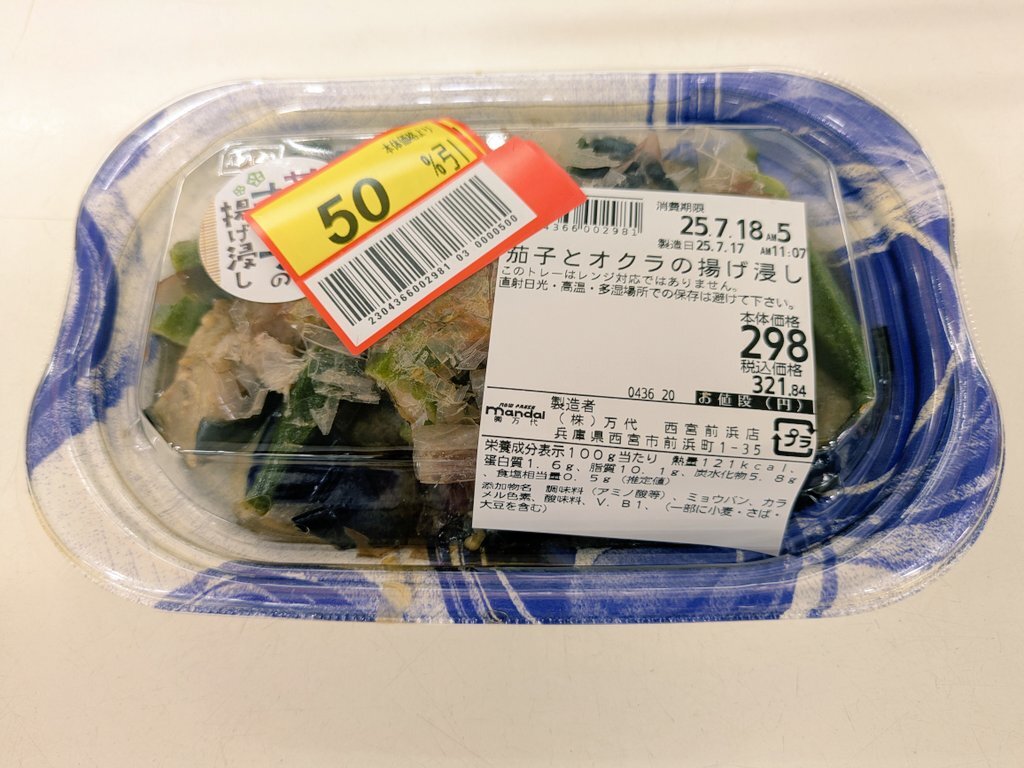 揚げ浸し
の
本体価格より
50%引
2304366002981 03 0000500
4366002981
消費期限
25.7.18 AM5
製造日25.7.17 AM11:07
茄子とオクラの揚げ浸し
このトレーはレンジ対応ではありません。
直射日光・高温・多湿場所での保存は避けて下さい。
本体価格
298
税込価格
321.84
0436 20 お値段(円)
mandai
㈱万代
製造者
(株)万代 西宮前浜店
兵庫県西宮市前浜町1-35
プラ
栄養成分表示100g当たり 熱量121kcal、
蛋白質1.6g、脂質10.1g、炭水化物5.8g
、食塩相当量0.5g(推定値)
添加物名 調味料(アミノ酸等)、ミョウバン、カラ
メル色素、酸味料、V.B1、(一部に小麦・さば・
大豆を含む)